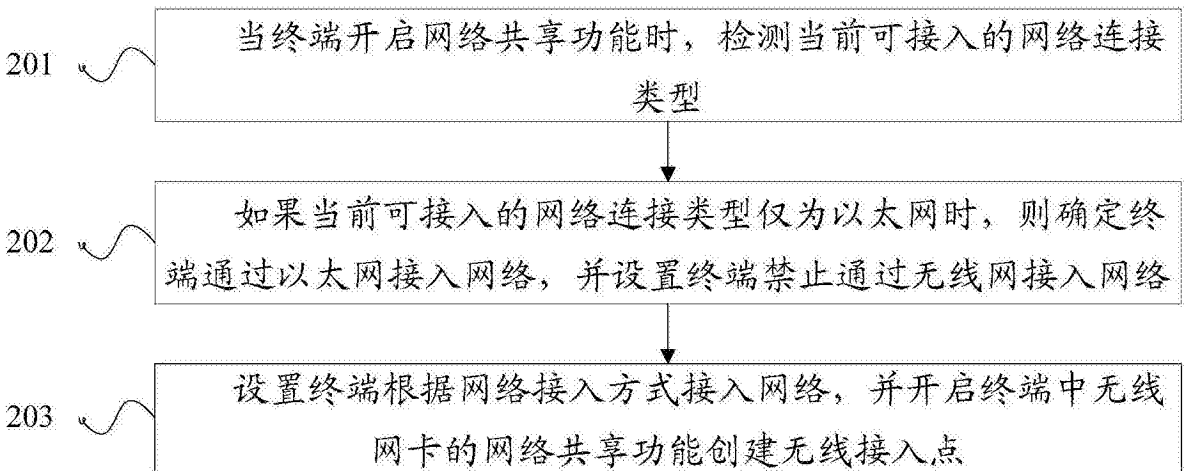 201
当终端开启网络共享功能时，检测当前可接入的网络连接
类型
202
如果当前可接入的网络连接类型仅为以太网时，则确定终
端通过以太网接入网络，并设置终端禁止通过无线网接入网络
203
设置终端根据网络接入方式接入网络，并开启终端中无线
网卡的网络共享功能创建无线接入点